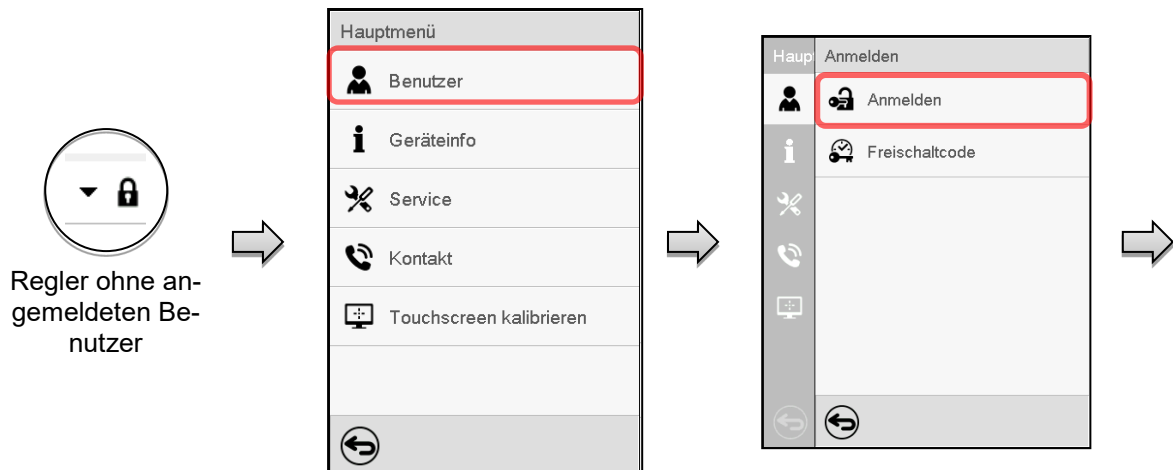 Regler ohne an-
gemeldeten Be-
nutzer
Hauptmenü
Benutzer
Geräteinfo
Service
Kontakt
Touchscreen kalibrieren
Haup
Anmelden
Anmelden
Freischaltcode